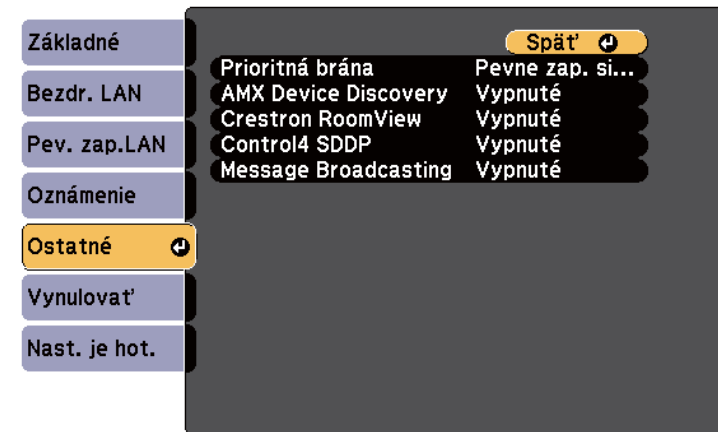 Základné
Bezdr. LAN
Pev. zap.LAN
Oznámenie
Ostatné
Vynulovať
Nast. je hot.
Späť
Prioritná brána Pevne zap. si...
AMX Device Discovery Vypnuté
Crestron RoomView Vypnuté
Control4 SDDP Vypnuté
Message Broadcasting Vypnuté